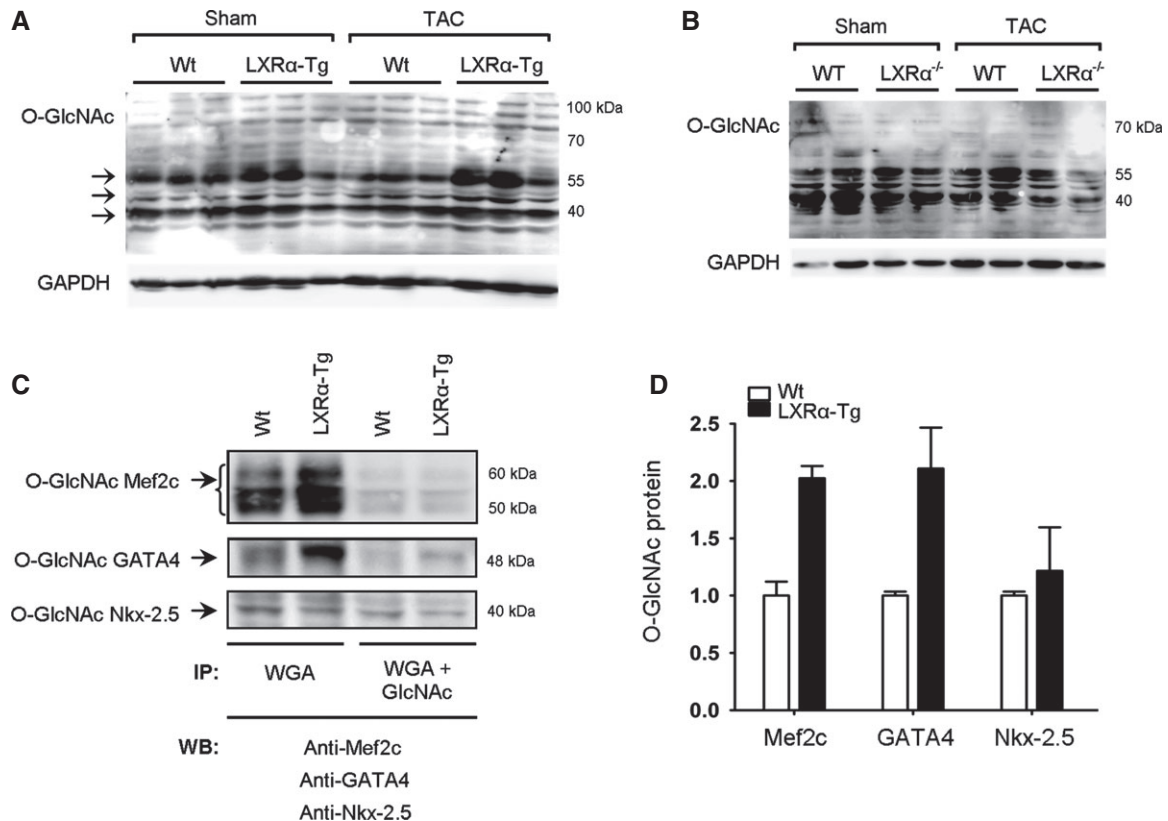 A
Sham TAC
Wt LXRα-Tg Wt LXRα-Tg
O-GlcNAc
100 kDa
70
55
40
GAPDH
B
Sham TAC
WT LXRα-/- WT LXRα-/-
O-GlcNAc
70 kDa
55
40
GAPDH
C
Wt LXRα-Tg Wt LXRα-Tg
O-GlcNAc Mef2c
60 kDa
50 kDa
O-GlcNAc GATA4
48 kDa
O-GlcNAc Nkx-2.5
40 kDa
IP: WGA WGA +
GlcNAc
WB: Anti-Mef2c
Anti-GATA4
Anti-Nkx-2.5
D
Wt
LXRα-Tg
O-GlcNAc protein
2.5
2.0
1.5
1.0
0.5
0.0
Mef2c GATA4 Nkx-2.5